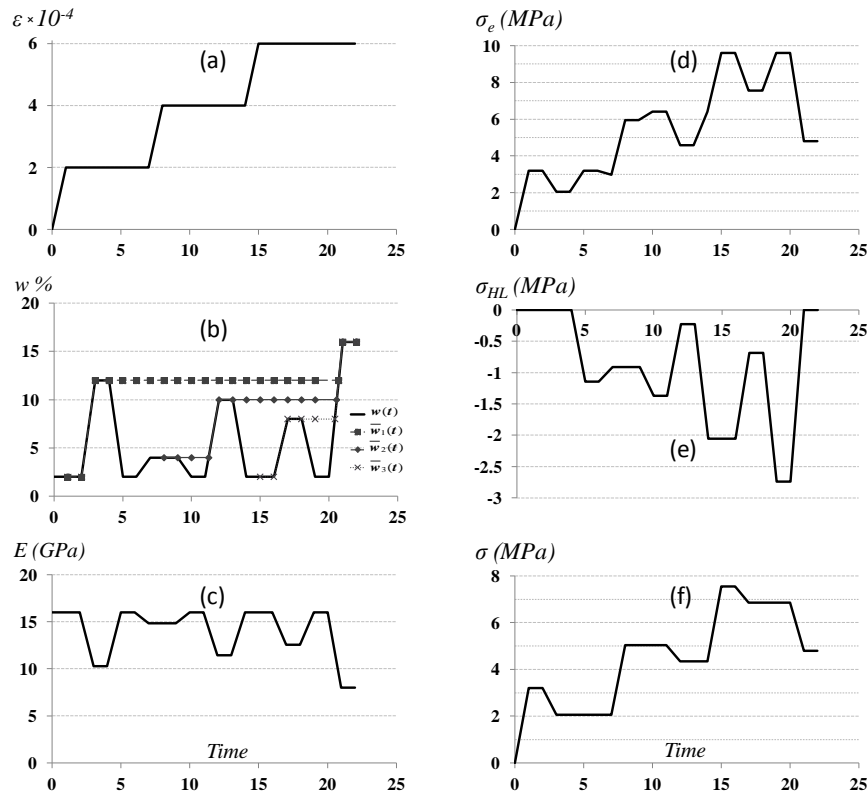 ε × 10⁻⁴
(a)
6
4
2
0
0 5 10 15 20 25
σe (MPa)
(d)
10
8
6
4
2
0
0 5 10 15 20 25
w %
(b)
20
15
10
5
0
0 5 10 15 20 25
w(t)
w̅1(t)
w̅2(t)
w̅3(t)
σHL (MPa)
0
-0.5
-1
-1.5
-2
-2.5
-3
0 5 10 15 20 25
(e)
E (GPa)
(c)
20
15
10
5
0
Time
0 5 10 15 20 25
σ (MPa)
(f)
8
6
4
2
0
Time
0 5 10 15 20 25